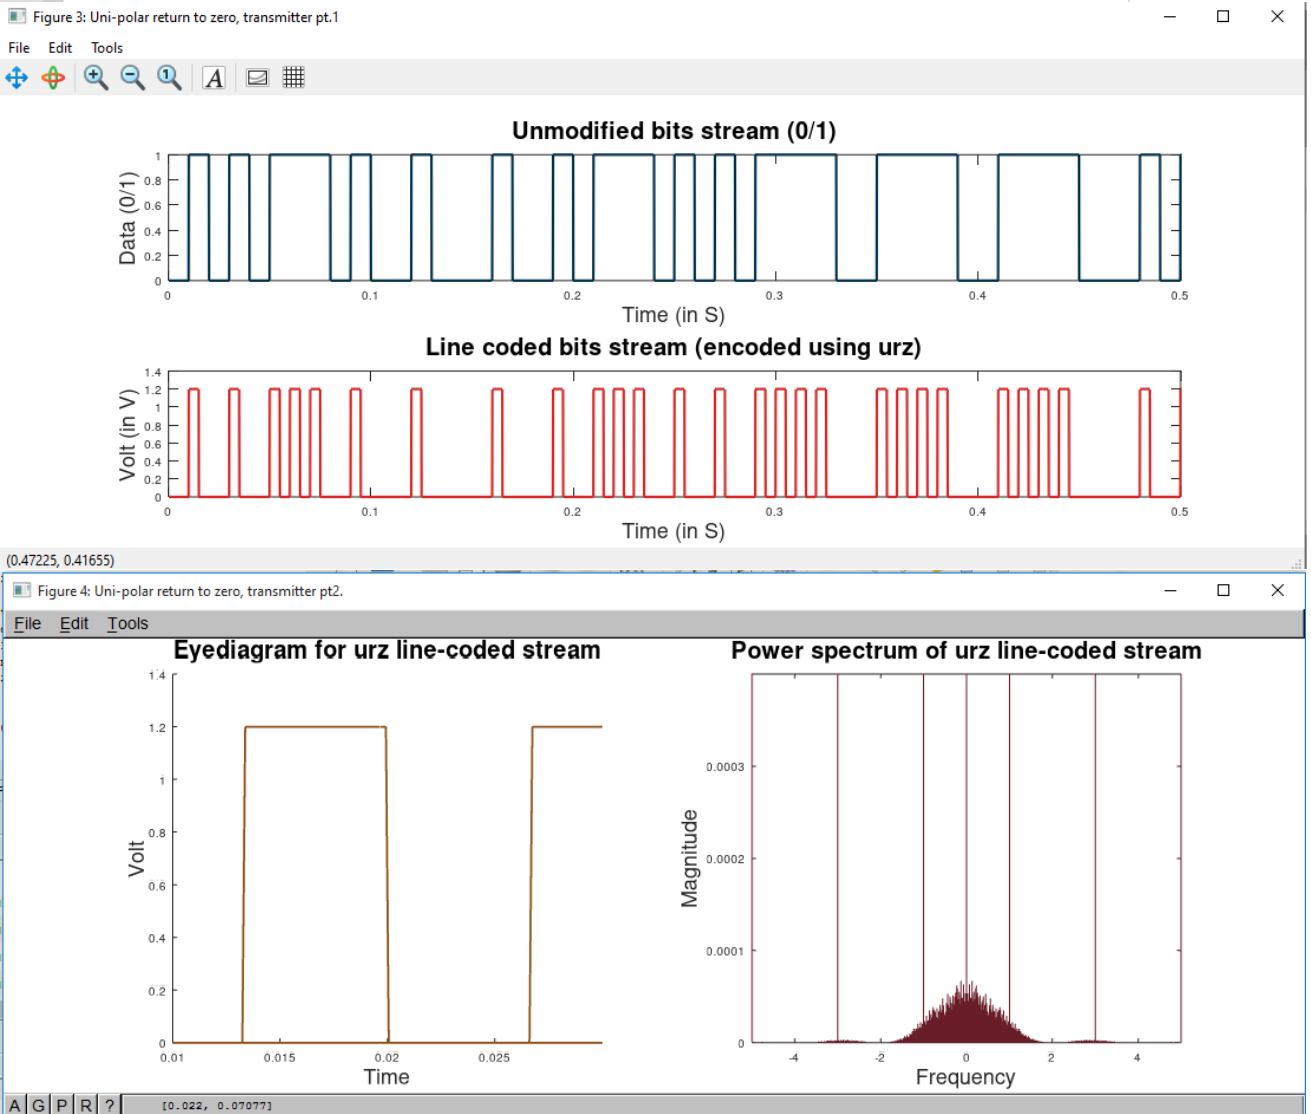 Figure 3: Uni-polar return to zero, transmitter pt.1
File Edit Tools
A
Unmodified bits stream (0/1)
1
0.8
0.6
0.4
0.2
0
Data (0/1)
0 0.1 0.2 0.3 0.4 0.5
Time (in S)
Line coded bits stream (encoded using urz)
1.4
1.2
1
0.8
0.6
0.4
0.2
0
Volt (in V)
0 0.1 0.2 0.3 0.4 0.5
Time (in S)
(0.47225, 0.41655)
Figure 4: Uni-polar return to zero, transmitter pt2.
File Edit Tools
Eyediagram for urz line-coded stream
1.4
1.2
1
0.8
0.6
0.4
0.2
0
Volt
0.01 0.015 0.02 0.025
Time
Power spectrum of urz line-coded stream
0.0003
0.0002
0.0001
0
Magnitude
-4 -2 0 2 4
Frequency
A G P R ? [0.022, 0.07077]